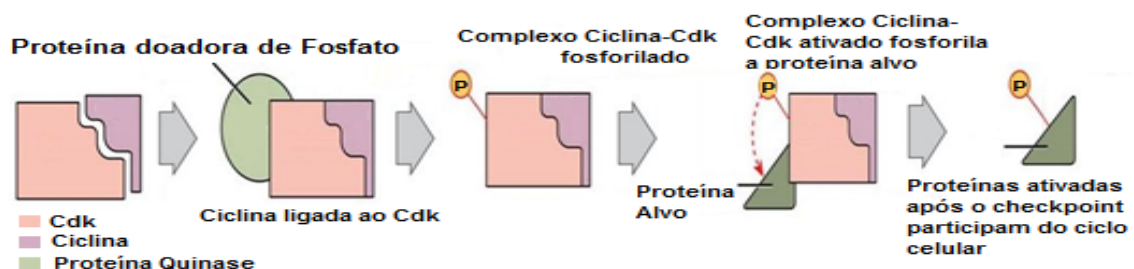 Proteína doadora de Fosfato
Complexo Ciclina-Cdk
fosforilado
Complexo Ciclina-
Cdk ativado fosforila
a proteína alvo
P
P
P
Ciclina ligada ao Cdk
Proteína
Alvo
Proteínas ativadas
após o checkpoint
participam do ciclo
celular
Cdk
Ciclina
Proteína Quinase